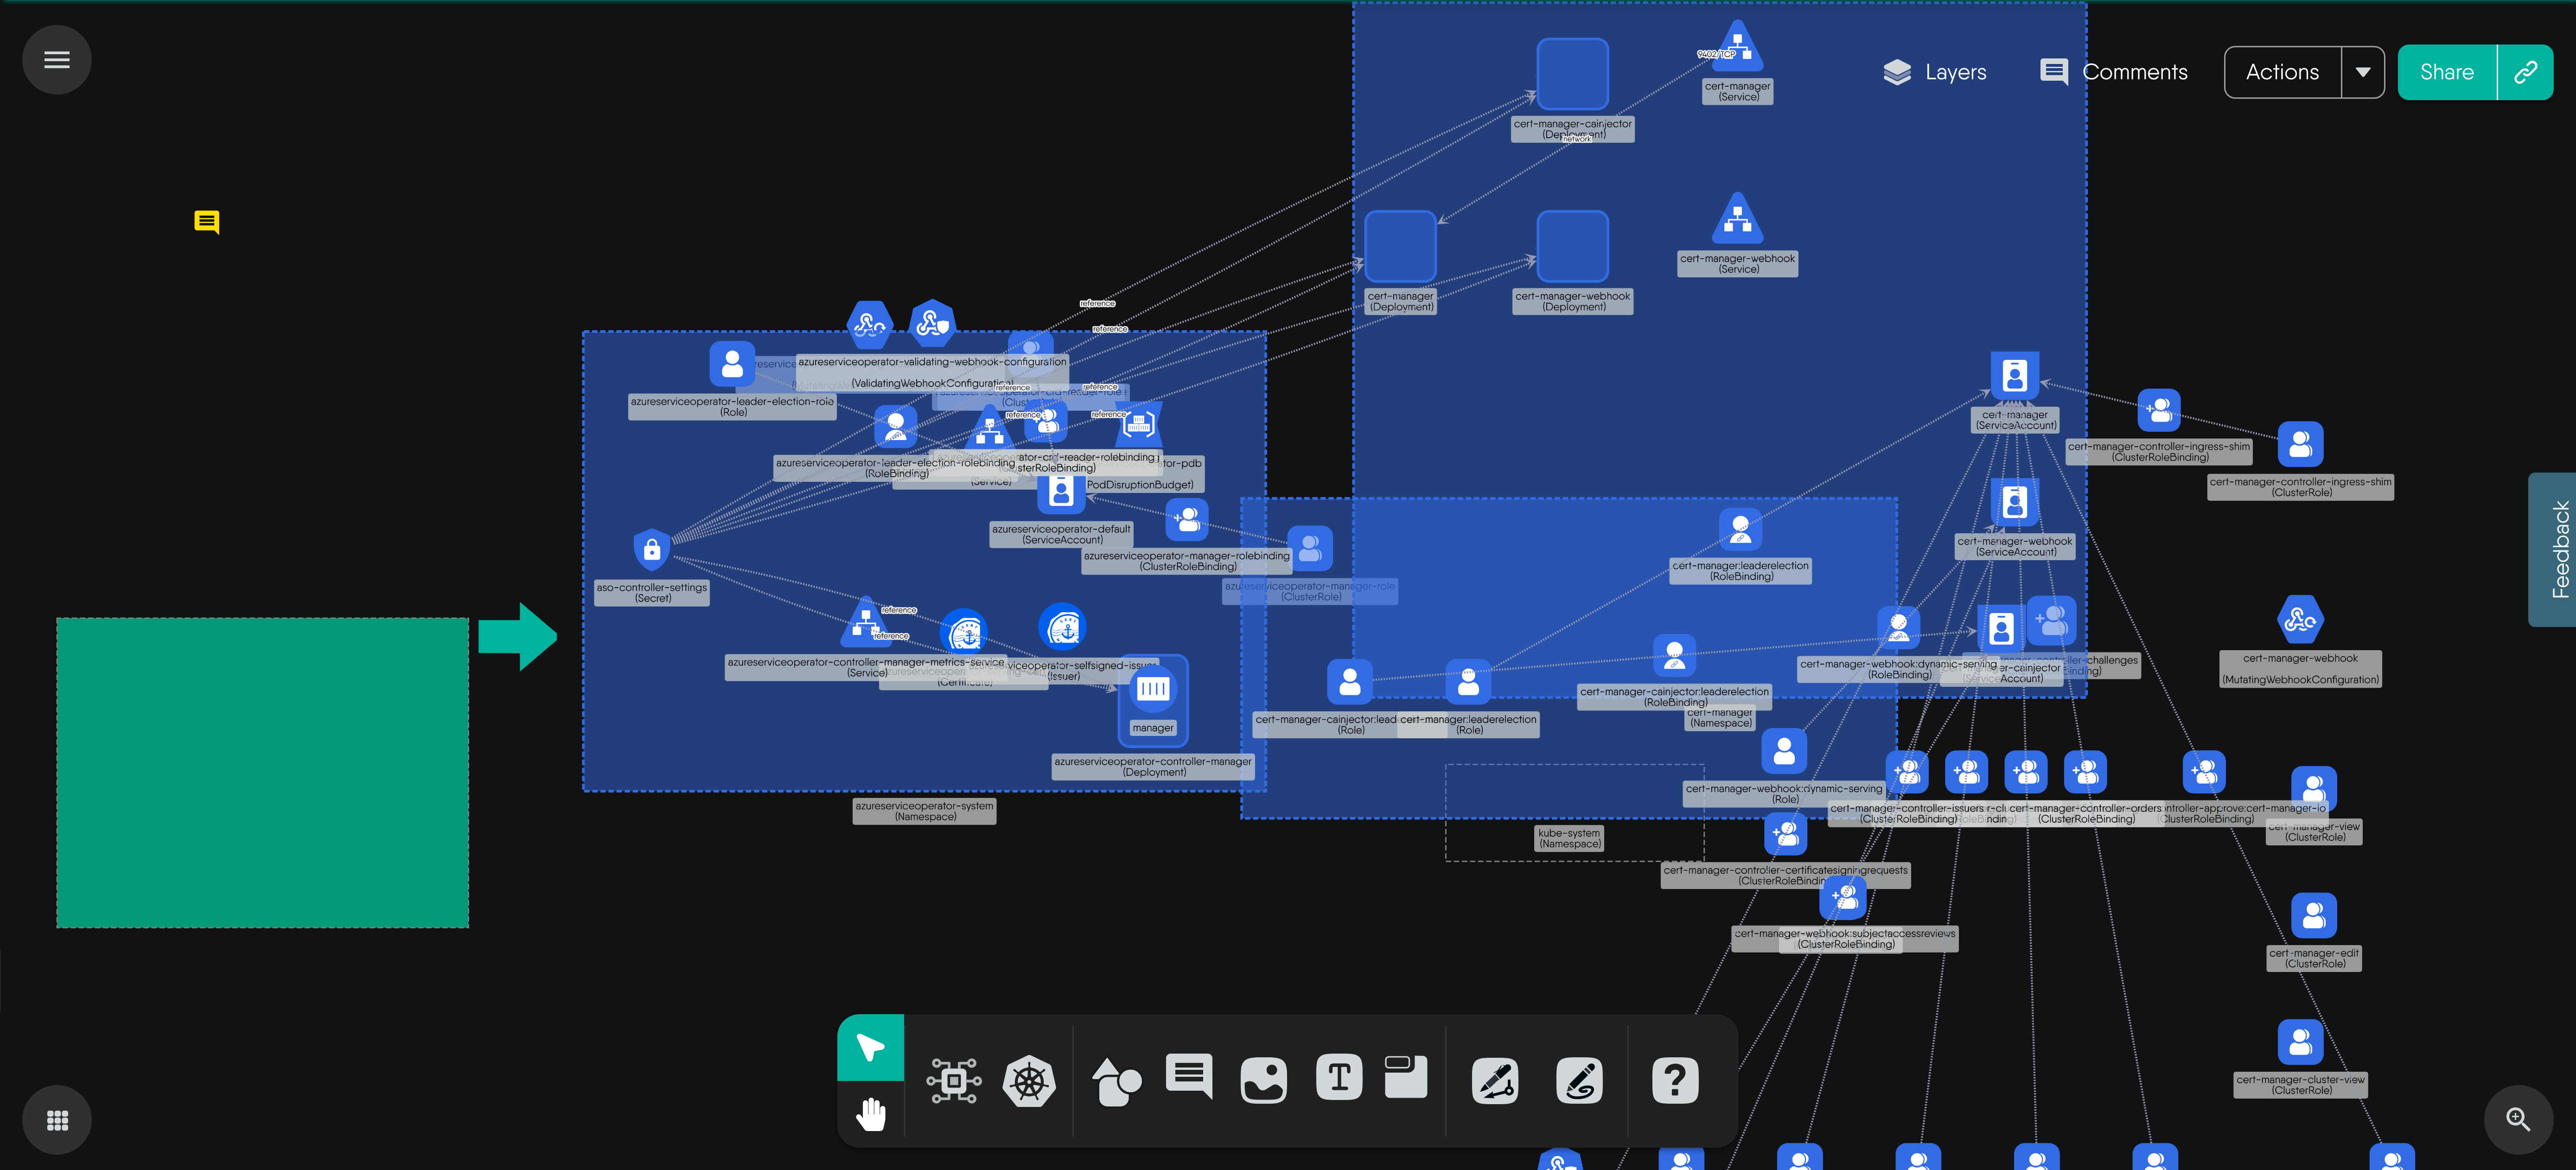 Layers
Comments
Actions
Share
Feedback
9402/TCP
cert-manager
(Service)
cert-manager-cainjector
(Deployment)
network
cert-manager-webhook
(Service)
cert-manager
(Deployment)
cert-manager-webhook
(Deployment)
reference
reference
azureserviceoperator-validating-webhook-configuration
(ValidatingWebhookConfiguration)
azureserviceoperator-leader-election-role
(Role)
reference
reference
reference
reference
azureserviceoperator-leader-election-rolebinding
(RoleBinding)
ator-crd-reader-rolebinding
(ClusterRoleBinding)
tor-pdb
PodDisruptionBudget)
(Service)
azureserviceoperator-default
(ServiceAccount)
azureserviceoperator-manager-rolebinding
(ClusterRoleBinding)
azureserviceoperator-manager-role
(ClusterRole)
aso-controller-settings
(Secret)
reference
reference
azureserviceoperator-controller-manager-metrics-service
(Service)
(Certificate)
viceoperator-selfsigned-issuer
(Issuer)
manager
azureserviceoperator-controller-manager
(Deployment)
azureserviceoperator-system
(Namespace)
cert-manager
(ServiceAccount)
cert-manager-controller-ingress-shim
(ClusterRoleBinding)
cert-manager-controller-ingress-shim
(ClusterRole)
cert-manager-webhook
(ServiceAccount)
cert-manager:leaderelection
(RoleBinding)
cert-manager-webhook:dynamic-serving
(RoleBinding)
er-cainjector
(ServiceAccount)
-challenges
cert-manager-webhook
(MutatingWebhookConfiguration)
cert-manager-cainjector:leaderelection
(RoleBinding)
cert-manager
(Namespace)
cert-manager-cainjector:lead
(Role)
cert-manager:leaderelection
(Role)
cert-manager-webhook:dynamic-serving
(Role)
cert-manager-controller-issuers
(ClusterRoleBinding)
cert-manager-controller-orders
(ClusterRoleBinding)
ntroller-approve:cert-manager-io
(ClusterRoleBinding)
cert-manager-view
(ClusterRole)
kube-system
(Namespace)
cert-manager-controller-certificatesigningrequests
(ClusterRoleBinding)
cert-manager-webhook:subjectaccessreviews
(ClusterRoleBinding)
cert-manager-edit
(ClusterRole)
cert-manager-cluster-view
(ClusterRole)